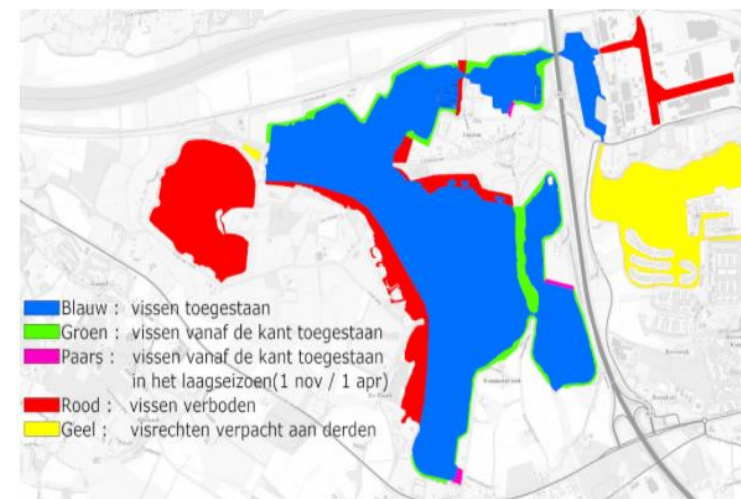 Blauw : vissen toegestaan
Groen : vissen vanaf de kant toegestaan
Paars : vissen vanaf de kant toegestaan
in het laagseizoen(1 nov / 1 apr)
Rood : vissen verboden
Geel : visrechten verpacht aan derden